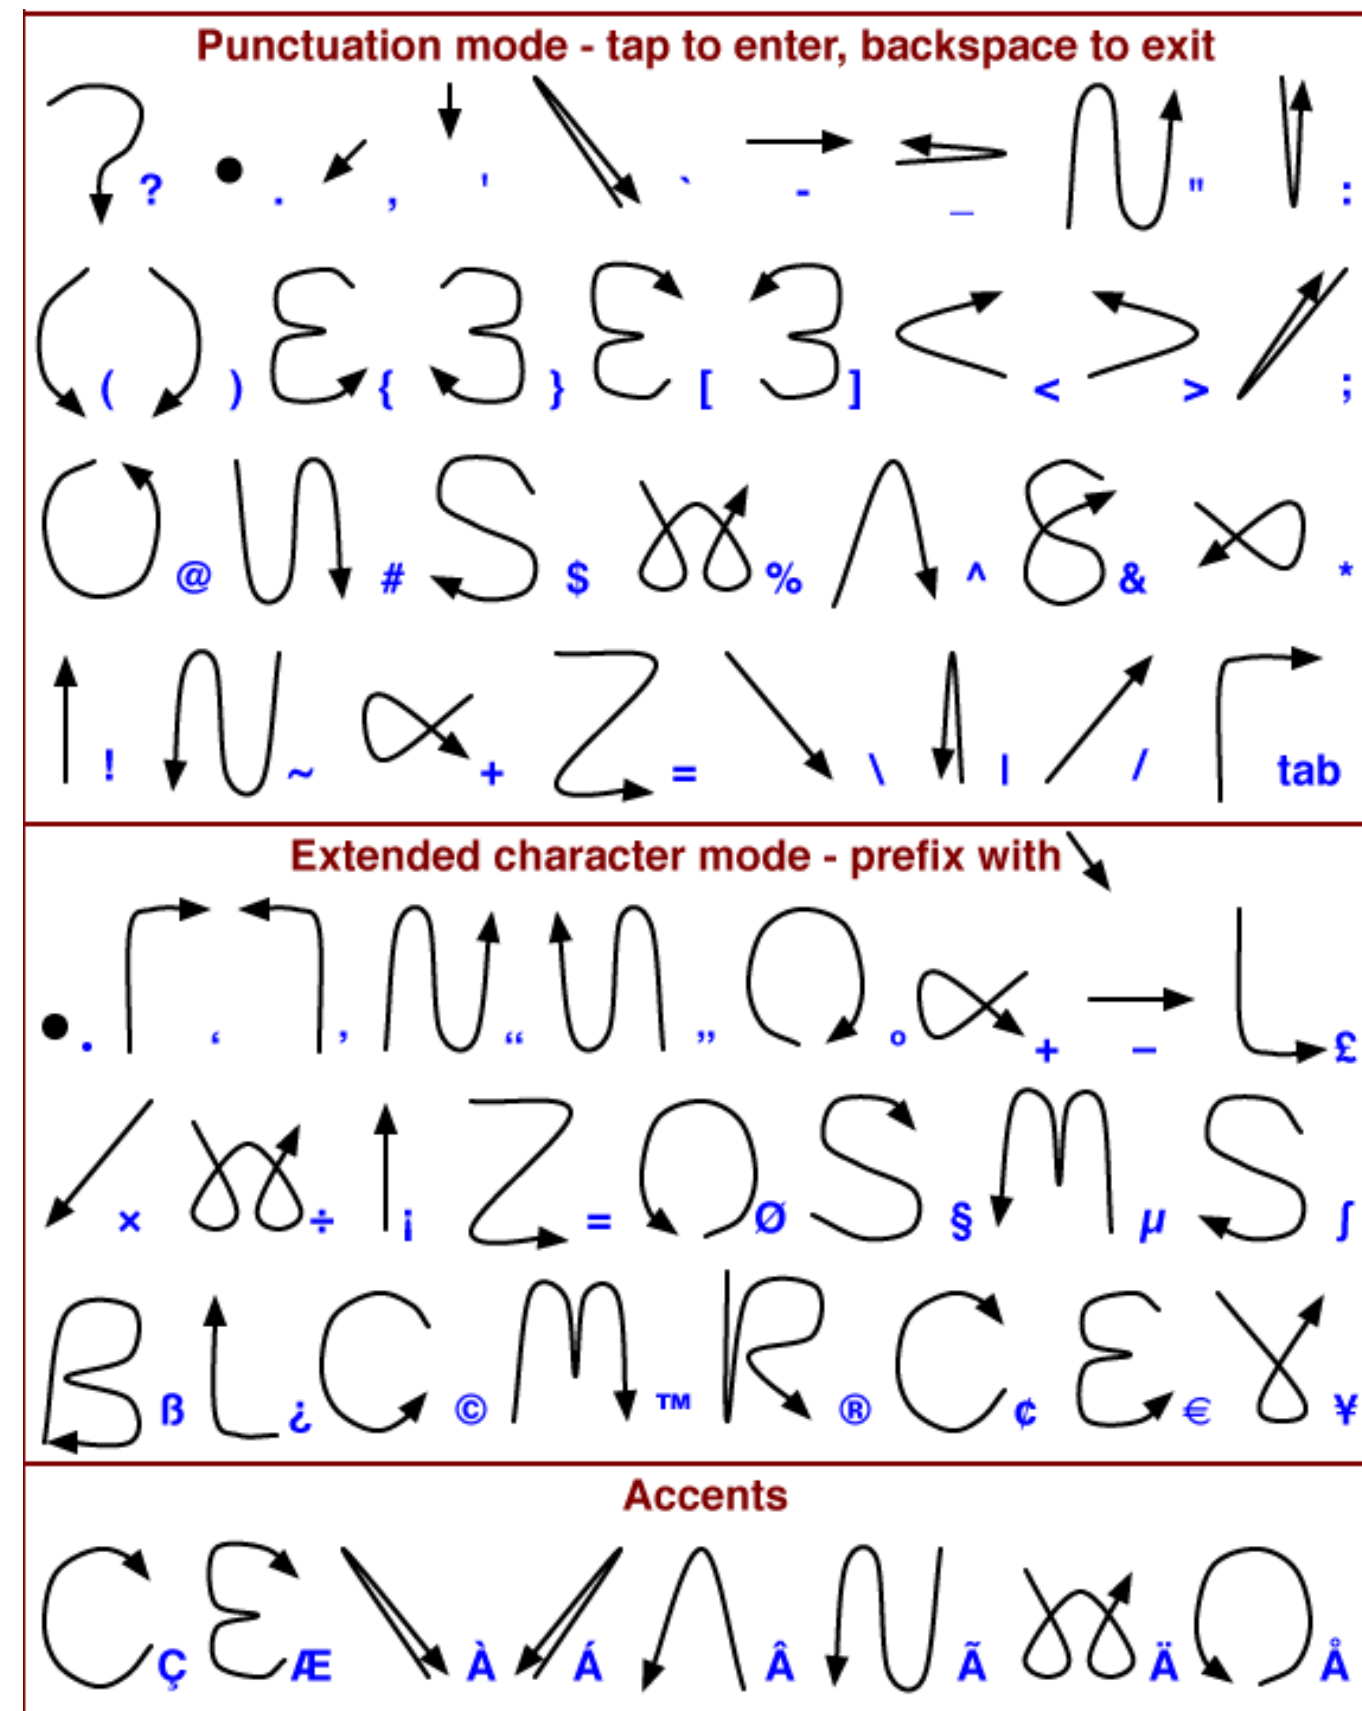 Punctuation mode - tap to enter, backspace to exit
? . , ' ` - _ " :
( ) { } [ ] < > ;
@ # $ % ^ & *
! ~ + = \ | / tab
Extended character mode - prefix with
. ‘ ’ “ ” º + – £
× ÷ ¡ = Ø § µ ∫
ß ¿ © ™ ® ¢ € ¥
Accents
Ç Æ À Á Â Ã Ä Å